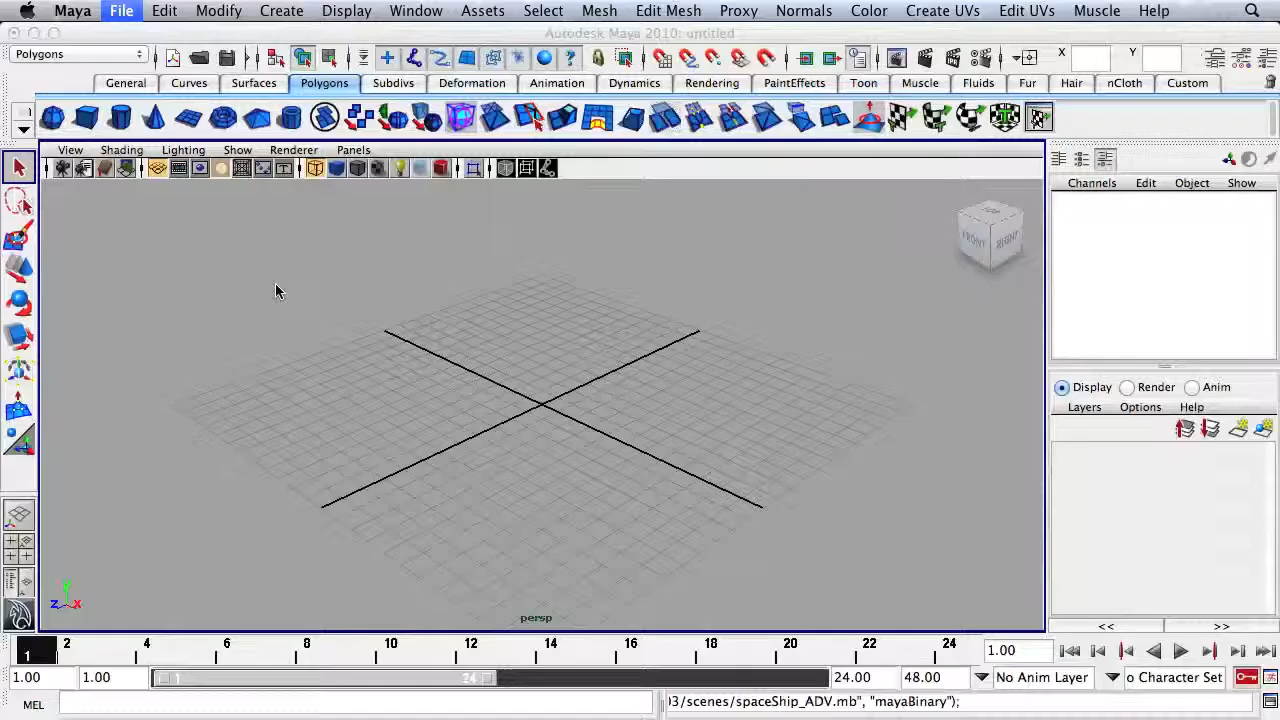 Maya File Edit Modify Create Display Window Assets Select Mesh Edit Mesh Proxy Normals Color Create UVs Edit UVs Muscle Help
Autodesk Maya 2010: untitled
Polygons X Y
General Curves Surfaces Polygons Subdivs Deformation Animation Dynamics Rendering PaintEffects Toon Muscle Fluids Fur Hair nCloth Custom
View Shading Lighting Show Renderer Panels
Channels Edit Object Show
TOP
FRONT RIGHT
Display Render Anim
Layers Options Help
y
z x
persp
<< >>
1 2 4 6 8 10 12 14 16 18 20 22 24 1.00
1.00 1.00 1 24 24.00 48.00 No Anim Layer o Character Set
MEL )3/scenes/spaceShip_ADV.mb", "mayaBinary");